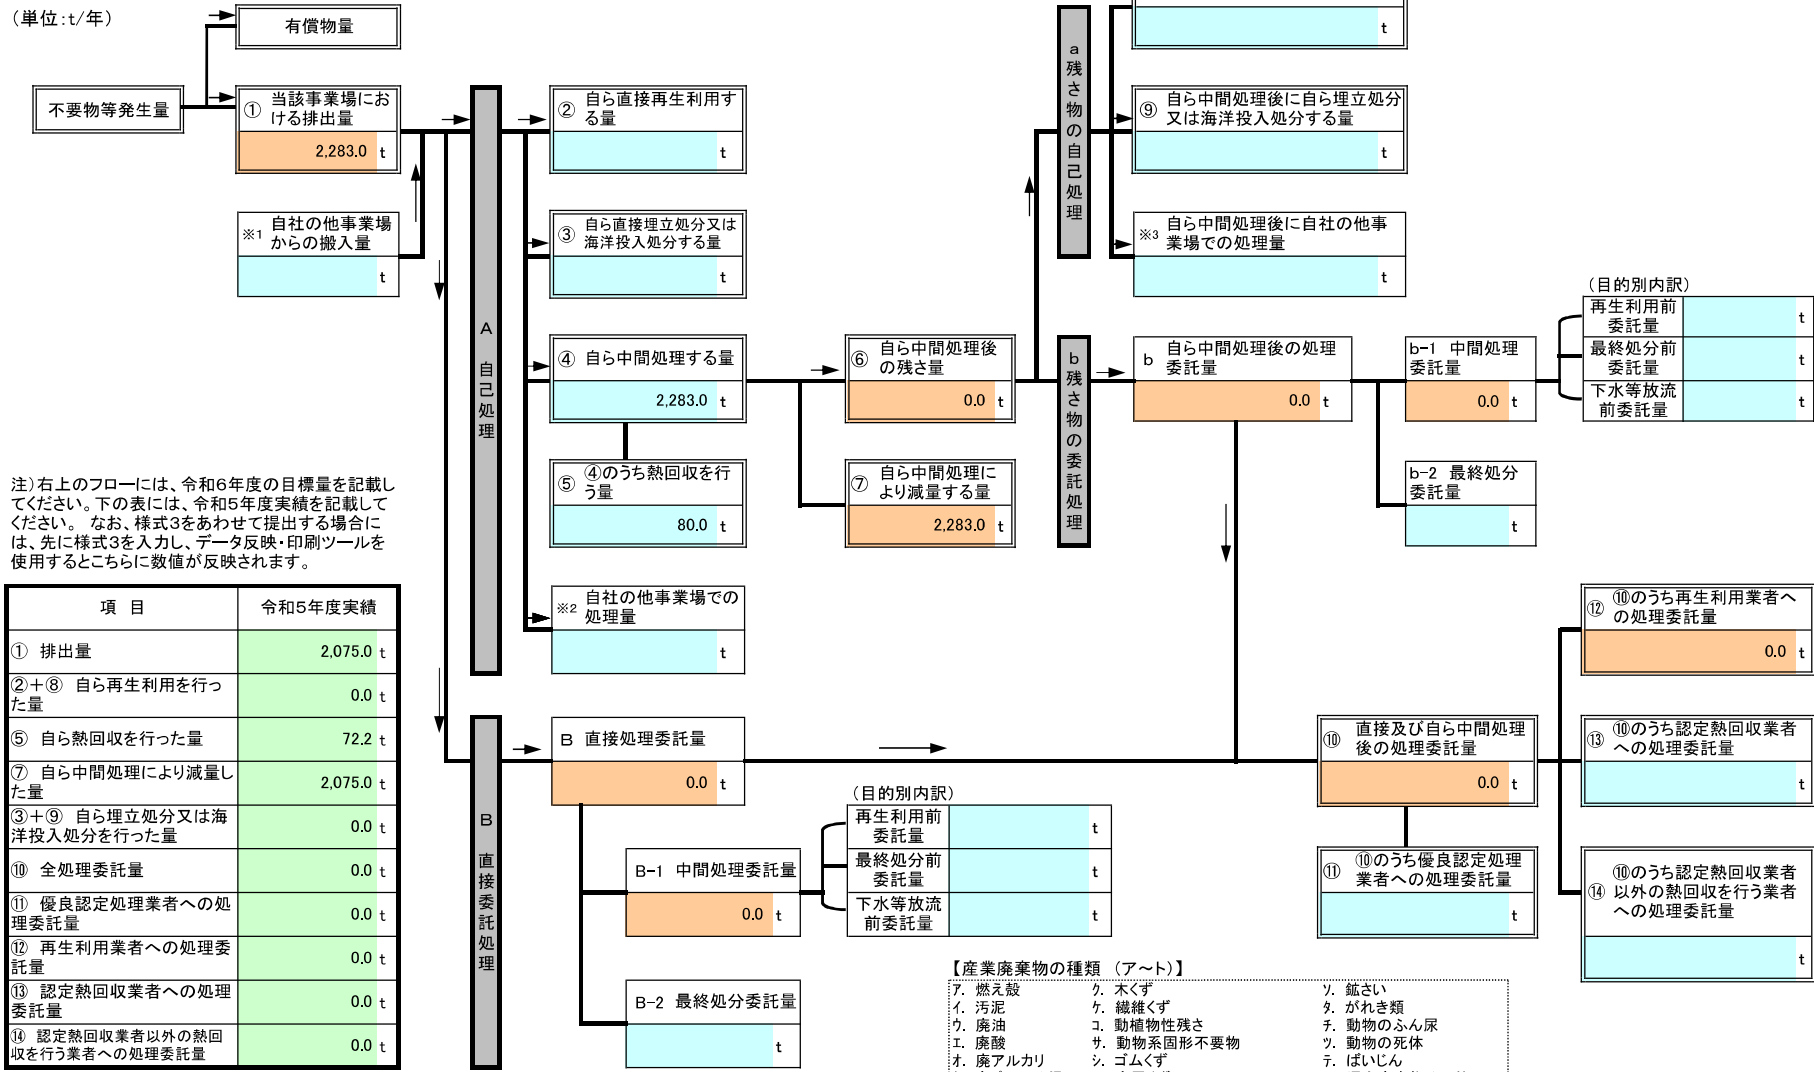 （単位：t/年）
有償物量
不要物等発生量
① 当該事業場にお
ける排出量
2,283.0 t
※1 自社の他事業場
からの搬入量
t
A 自己処理
② 自ら直接再生利用す
る量
t
③ 自ら直接埋立処分又は
海洋投入処分する量
t
④ 自ら中間処理する量
2,283.0 t
⑤ ④のうち熱回収を行
う量
80.0 t
※2 自社の他事業場での
処理量
t
⑥ 自ら中間処理後
の残さ量
0.0 t
⑦ 自ら中間処理に
より減量する量
2,283.0 t
a 残さ物の自己処理
t
⑨ 自ら中間処理後に自ら埋立処分
又は海洋投入処分する量
t
※3 自ら中間処理後に自社の他事
業場での処理量
t
b 残さ物の委託処理
b 自ら中間処理後の処理
委託量
0.0 t
b-1 中間処理
委託量
0.0 t
b-2 最終処分
委託量
t
（目的別内訳）
再生利用前
委託量
t
最終処分前
委託量
t
下水等放流
前委託量
t
注）右上のフローには、令和６年度の目標量を記載し
てください。下の表には、令和５年度実績を記載して
ください。 なお、様式３をあわせて提出する場合に
は、先に様式３を入力し、データ反映・印刷ツールを
使用するとこちらに数値が反映されます。
項 目 令和５年度実績
① 排出量 2,075.0 t
②＋⑧ 自ら再生利用を行っ
た量 0.0 t
⑤ 自ら熱回収を行った量 72.2 t
⑦ 自ら中間処理により減量し
た量 2,075.0 t
③＋⑨ 自ら埋立処分又は海
洋投入処分を行った量 0.0 t
⑩ 全処理委託量 0.0 t
⑪ 優良認定処理業者への処
理委託量 0.0 t
⑫ 再生利用業者への処理委
託量 0.0 t
⑬ 認定熱回収業者への処理
委託量 0.0 t
⑭ 認定熱回収業者以外の熱回
収を行う業者への処理委託量 0.0 t
B 直接委託処理
B 直接処理委託量
0.0 t
B-1 中間処理委託量
0.0 t
B-2 最終処分委託量
t
（目的別内訳）
再生利用前
委託量
t
最終処分前
委託量
t
下水等放流
前委託量
t
⑩ 直接及び自ら中間処理
後の処理委託量
0.0 t
⑪ ⑩のうち優良認定処理
業者への処理委託量
t
⑫ ⑩のうち再生利用業者へ
の処理委託量
0.0 t
⑬ ⑩のうち認定熱回収業者
への処理委託量
t
⑭ ⑩のうち認定熱回収業者
以外の熱回収を行う業者
への処理委託量
t
【産業廃棄物の種類 （ア～ト）】
ア．燃え殻 ク．木くず ソ．鉱さい
イ．汚泥 ケ．繊維くず タ．がれき類
ウ．廃油 コ．動植物性残さ チ．動物のふん尿
エ．廃酸 サ．動物系固形不要物 ツ．動物の死体
オ．廃アルカリ シ．ゴムくず テ．ばいじん